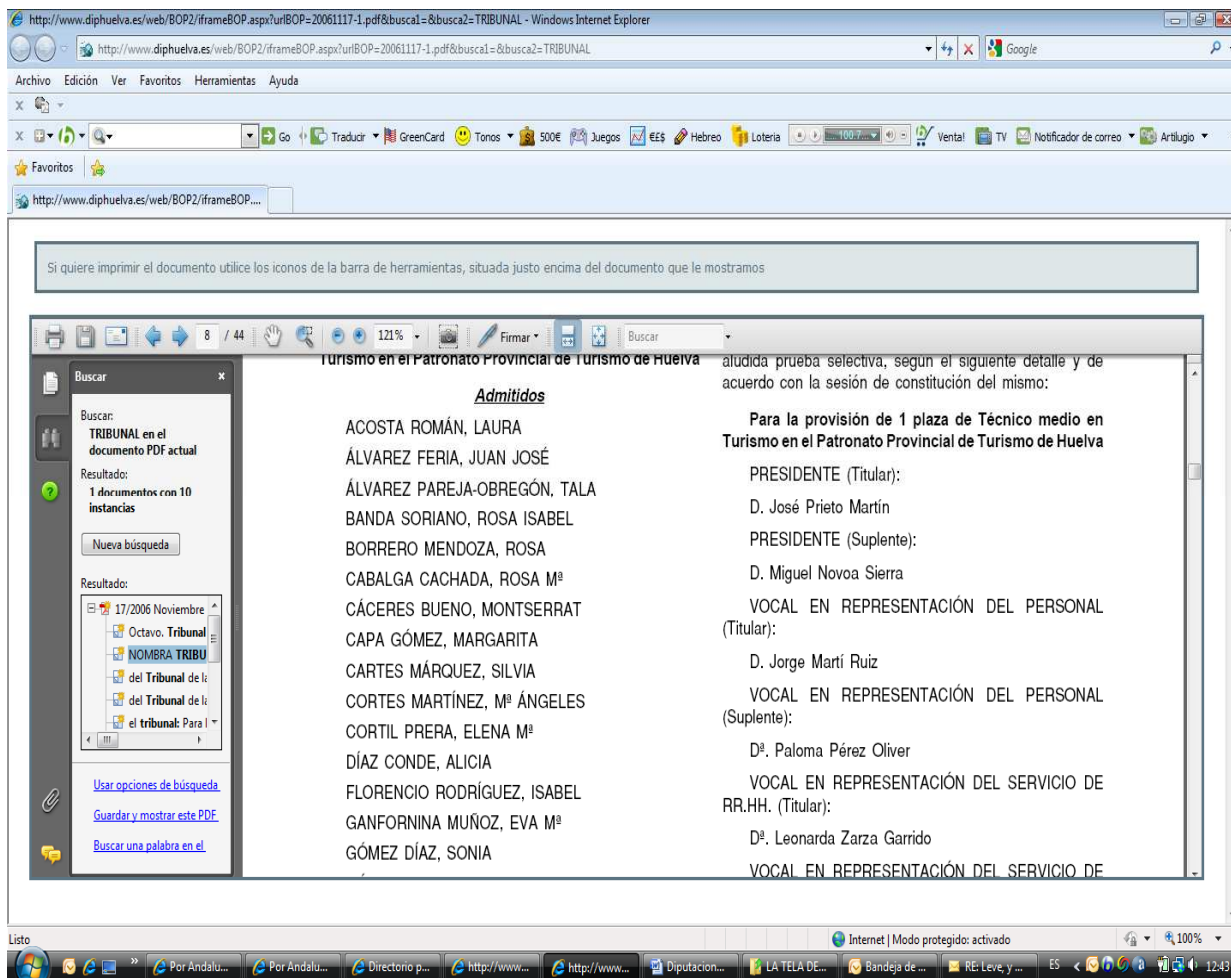 http://www.diphuelva.es/web/BOP2/iframeBOP.aspx?urlBOP=20061117-1.pdf&busca1=&busca2=TRIBUNAL - Windows Internet Explorer
http://www.diphuelva.es/web/BOP2/iframeBOP.aspx?urlBOP=20061117-1.pdf&busca1=&busca2=TRIBUNAL
Google
Archivo Edición Ver Favoritos Herramientas Ayuda
x
x Go Traducir GreenCard Tonos 500€ Juegos €£$ Hebreo Loteria 100.7 Venta! TV Notificador de correo Artilugio
Favoritos
http://www.diphuelva.es/web/BOP2/iframeBOP....
Si quiere imprimir el documento utilice los iconos de la barra de herramientas, situada justo encima del documento que le mostramos
8 / 44 121% Firmar Buscar
Buscar x
Buscar:
TRIBUNAL en el
documento PDF actual
Resultado:
1 documentos con 10
instancias
Nueva búsqueda
Resultado:
17/2006 Noviembre
Octavo. Tribunal
NOMBRA TRIBU
del Tribunal de la
del Tribunal de la
el tribunal: Para l
Usar opciones de búsqueda
Guardar y mostrar este PDF
Buscar una palabra en el
Turismo en el Patronato Provincial de Turismo de Huelva
Admitidos
ACOSTA ROMÁN, LAURA
ÁLVAREZ FERIA, JUAN JOSÉ
ÁLVAREZ PAREJA-OBREGÓN, TALA
BANDA SORIANO, ROSA ISABEL
BORRERO MENDOZA, ROSA
CABALGA CACHADA, ROSA Mª
CÁCERES BUENO, MONTSERRAT
CAPA GÓMEZ, MARGARITA
CARTES MÁRQUEZ, SILVIA
CORTES MARTÍNEZ, Mª ÁNGELES
CORTIL PRERA, ELENA Mª
DÍAZ CONDE, ALICIA
FLORENCIO RODRÍGUEZ, ISABEL
GANFORNINA MUÑOZ, EVA Mª
GÓMEZ DÍAZ, SONIA
aludida prueba selectiva, según el siguiente detalle y de
acuerdo con la sesión de constitución del mismo:
Para la provisión de 1 plaza de Técnico medio en
Turismo en el Patronato Provincial de Turismo de Huelva
PRESIDENTE (Titular):
D. José Prieto Martín
PRESIDENTE (Suplente):
D. Miguel Novoa Sierra
VOCAL EN REPRESENTACIÓN DEL PERSONAL
(Titular):
D. Jorge Martí Ruiz
VOCAL EN REPRESENTACIÓN DEL PERSONAL
(Suplente):
Dª. Paloma Pérez Oliver
VOCAL EN REPRESENTACIÓN DEL SERVICIO DE
RR.HH. (Titular):
Dª. Leonarda Zarza Garrido
VOCAL EN REPRESENTACIÓN DEL SERVICIO DE
Listo
Internet | Modo protegido: activado
100%
» Por Andalu... Por Andalu... Directorio p... http://www... http://www... Diputacion... LA TELA DE... Bandeja de ... RE: Leve, y ... ES 12:43